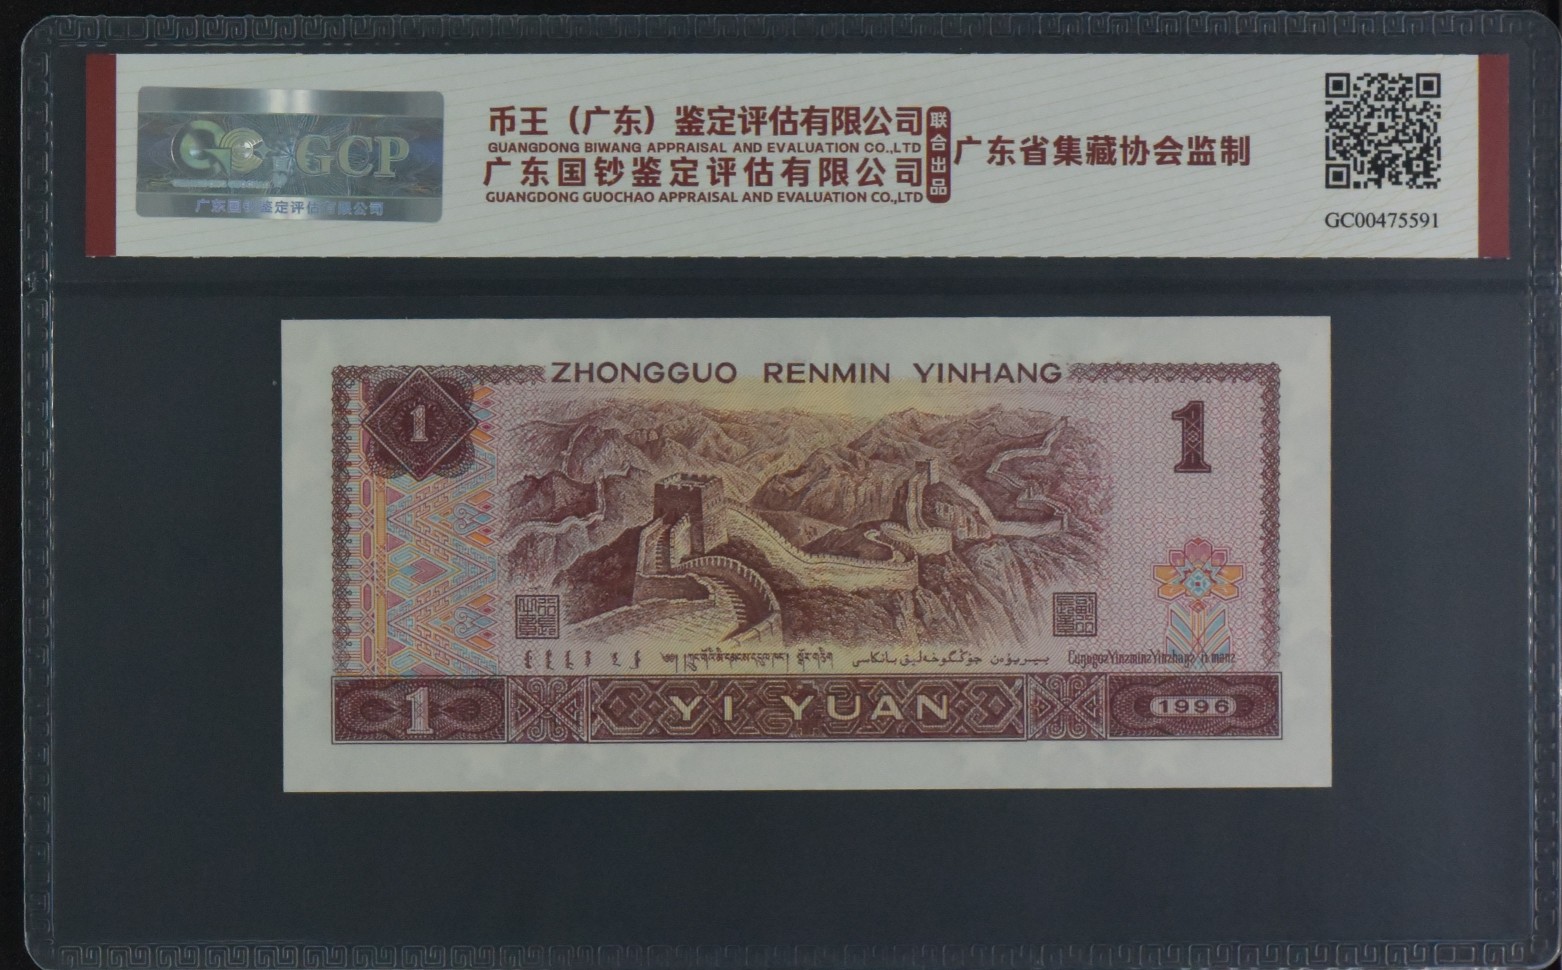 GCP
广东国钞鉴定评估有限公司
币王（广东）鉴定评估有限公司
GUANGDONG BIWANG APPRAISAL AND EVALUATION CO.,LTD
广东国钞鉴定评估有限公司
GUANGDONG GUOCHAO APPRAISAL AND EVALUATION CO.,LTD
联合出品
广东省集藏协会监制
GC00475591
ZHONGGUO RENMIN YINHANG
1
1
YI YUAN
1
1996